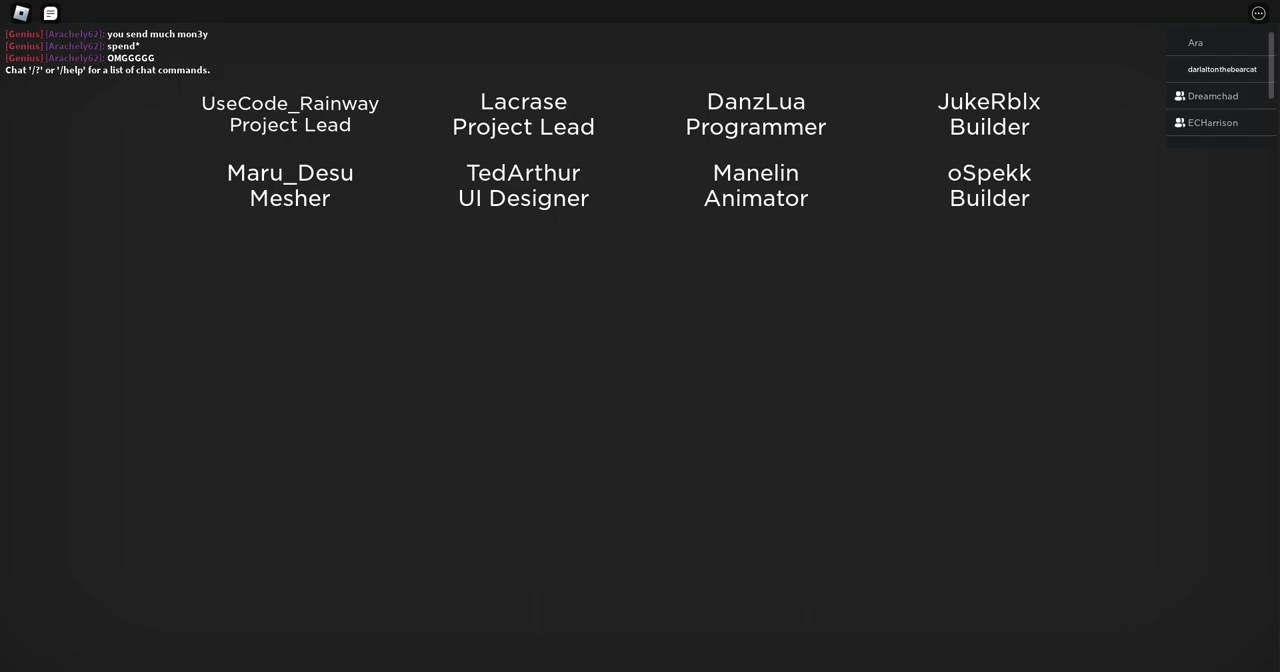 [Genius] [Arachely62]: you send much mon3y
[Genius] [Arachely62]: spend*
[Genius] [Arachely62]: OMGGGGG
Chat '/?' or '/help' for a list of chat commands.
Ara
darlaltonthebearcat
Dreamchad
ECHarrison
UseCode_Rainway
Project Lead
Lacrase
Project Lead
DanzLua
Programmer
JukeRblx
Builder
Maru_Desu
Mesher
TedArthur
UI Designer
Manelin
Animator
oSpekk
Builder